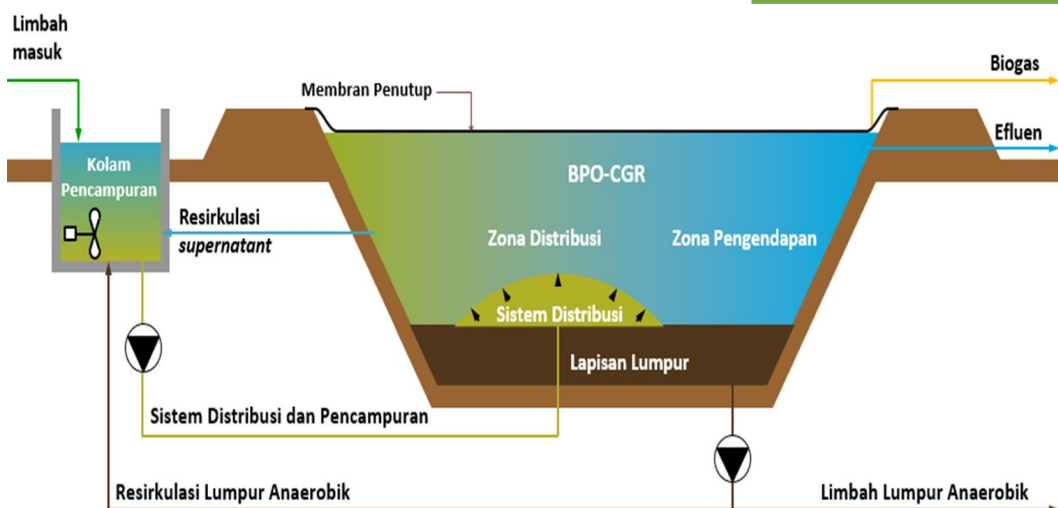 Limbah
masuk
Biogas
Membran Penutup
Efluen
Kolam
Pencampuran
BPO-CGR
Resirkulasi
supernatant
Zona Distribusi
Zona Pengendapan
Sistem Distribusi
Lapisan Lumpur
Sistem Distribusi dan Pencampuran
Resirkulasi Lumpur Anaerobik
Limbah Lumpur Anaerobik